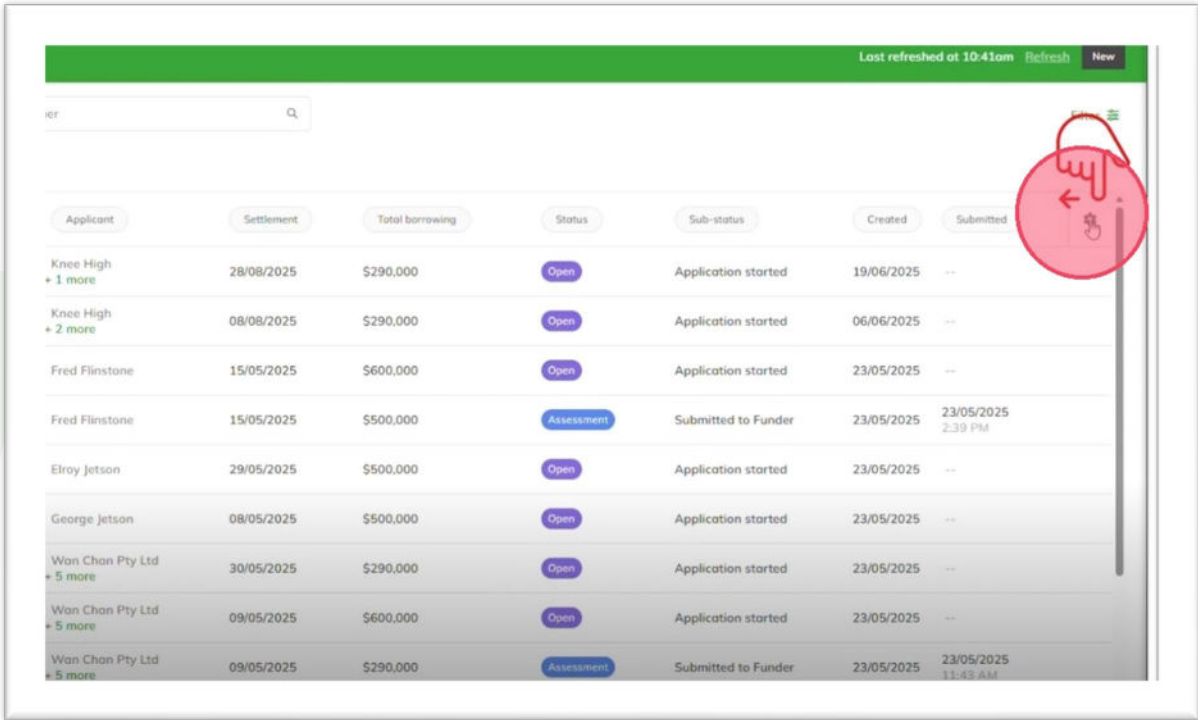 Last refreshed at 10:41am Refresh New
er
Filter
Applicant Settlement Total borrowing Status Sub-status Created Submitted
Knee High
+ 1 more 28/08/2025 $290,000 Open Application started 19/06/2025 --
Knee High
+ 2 more 08/08/2025 $290,000 Open Application started 06/06/2025 --
Fred Flinstone 15/05/2025 $600,000 Open Application started 23/05/2025 --
Fred Flinstone 15/05/2025 $500,000 Assessment Submitted to Funder 23/05/2025 23/05/2025
2:39 PM
Elroy Jetson 29/05/2025 $500,000 Open Application started 23/05/2025 --
George Jetson 08/05/2025 $500,000 Open Application started 23/05/2025 --
Wan Chan Pty Ltd
+ 5 more 30/05/2025 $290,000 Open Application started 23/05/2025 --
Wan Chan Pty Ltd
+ 5 more 09/05/2025 $600,000 Open Application started 23/05/2025 --
Wan Chan Pty Ltd
+ 5 more 09/05/2025 $290,000 Assessment Submitted to Funder 23/05/2025 23/05/2025
11:43 AM